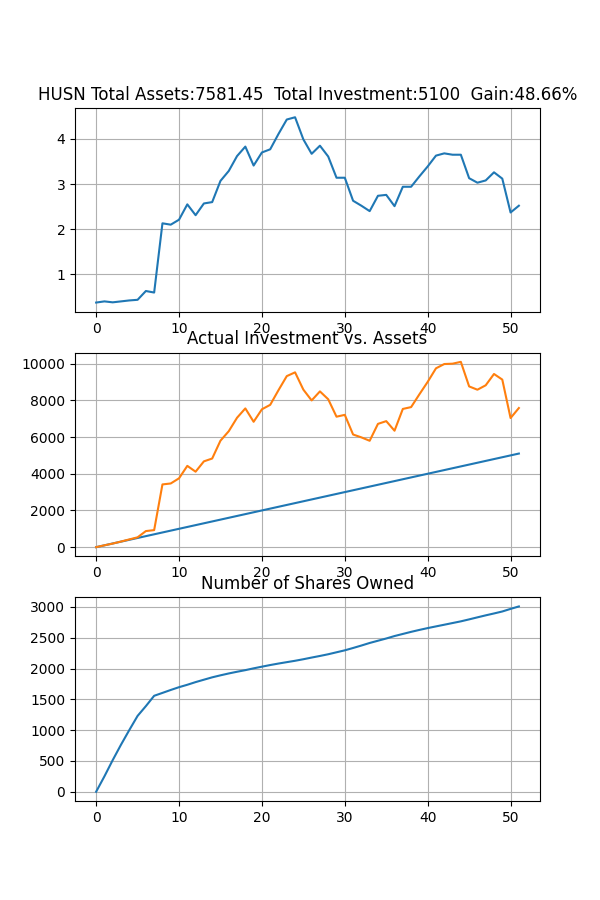 HUSN Total Assets:7581.45  Total Investment:5100  Gain:48.66%
4
3
2
1
0 10 20 30 40 50
Actual Investment vs. Assets
10000
8000
6000
4000
2000
0
0 10 20 30 40 50
Number of Shares Owned
3000
2500
2000
1500
1000
500
0
0 10 20 30 40 50